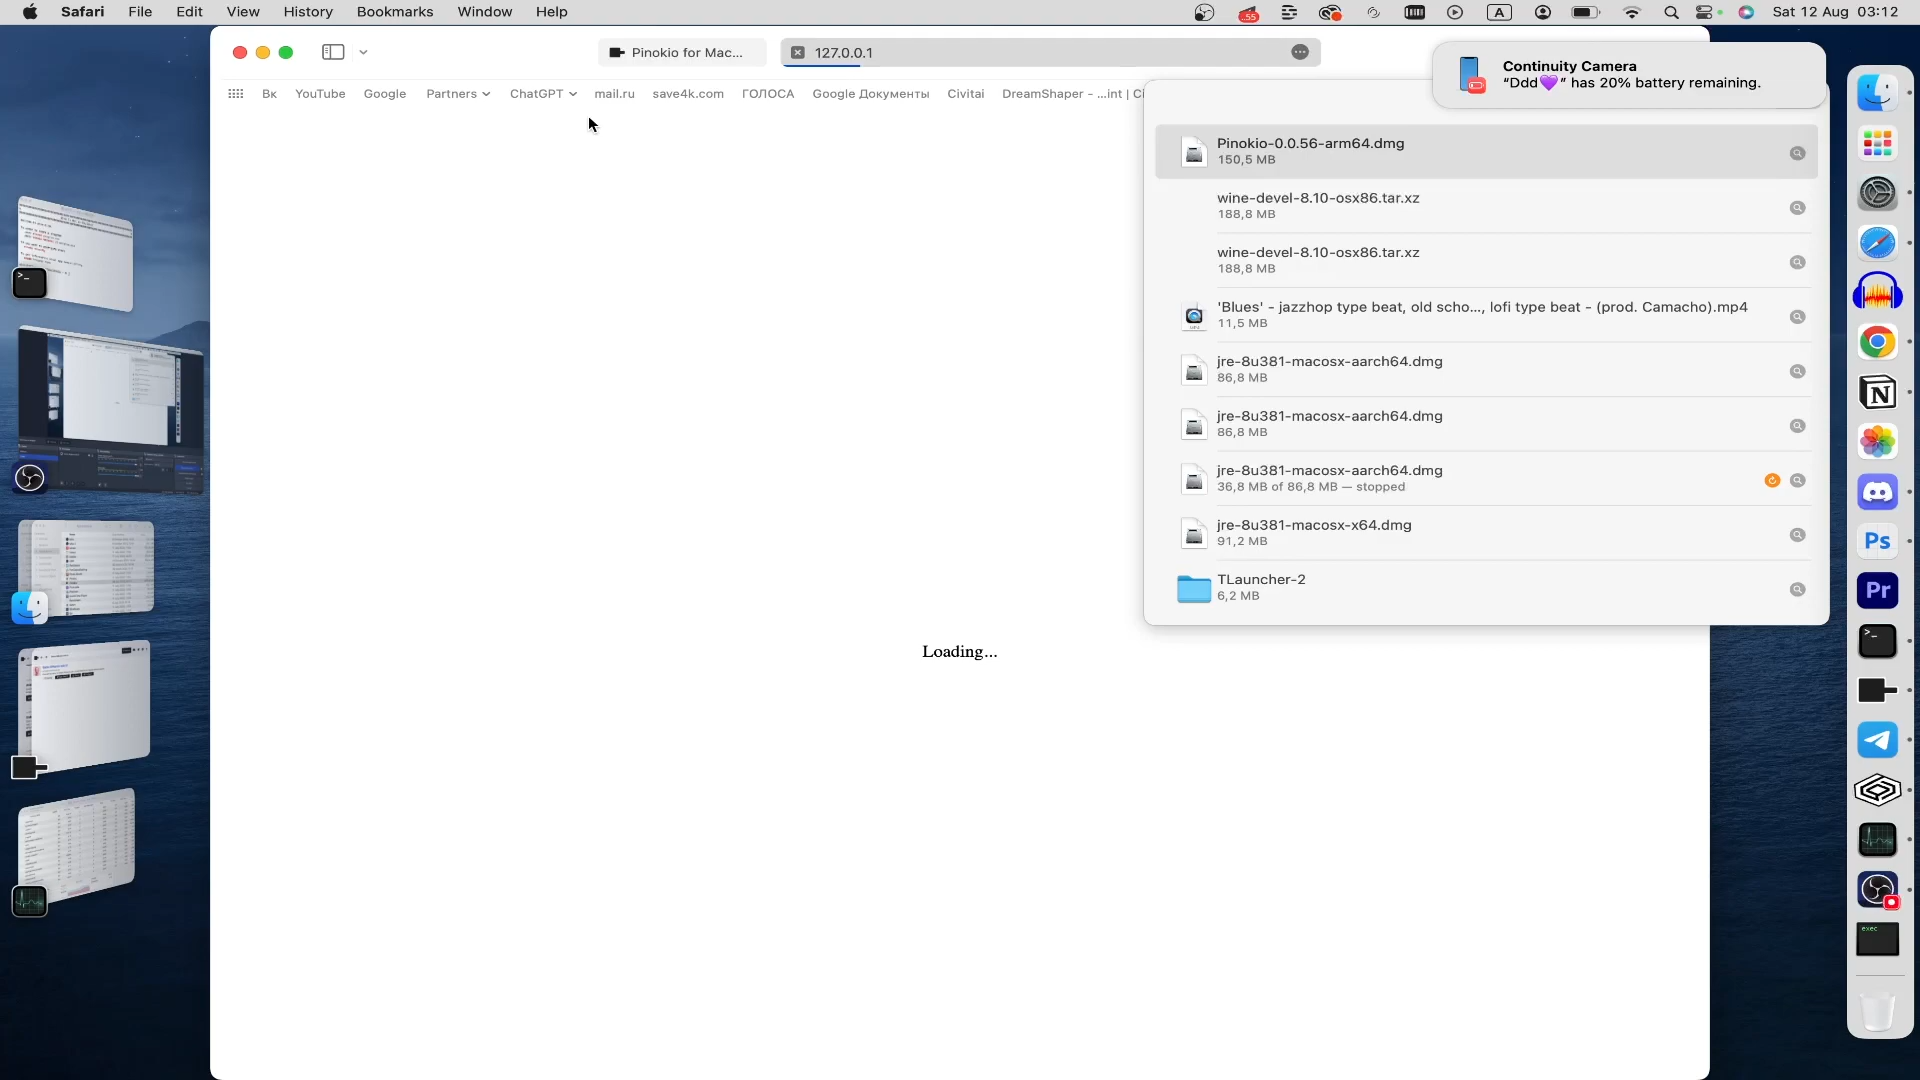 Safari File Edit View History Bookmarks Window Help
.55
A
Sat 12 Aug 03:12
Pinokio for Mac...
127.0.0.1
Continuity Camera
“Ddd💜” has 20% battery remaining.
Вк YouTube Google Partners ChatGPT mail.ru save4k.com ГОЛОСА Google Документы Civitai DreamShaper - ...int | Ci
Pinokio-0.0.56-arm64.dmg
150,5 MB
wine-devel-8.10-osx86.tar.xz
188,8 MB
wine-devel-8.10-osx86.tar.xz
188,8 MB
'Blues' - jazzhop type beat, old scho..., lofi type beat - (prod. Camacho).mp4
11,5 MB
jre-8u381-macosx-aarch64.dmg
86,8 MB
jre-8u381-macosx-aarch64.dmg
86,8 MB
jre-8u381-macosx-aarch64.dmg
36,8 MB of 86,8 MB — stopped
jre-8u381-macosx-x64.dmg
91,2 MB
TLauncher-2
6,2 MB
Loading...
Ps
Pr
exec